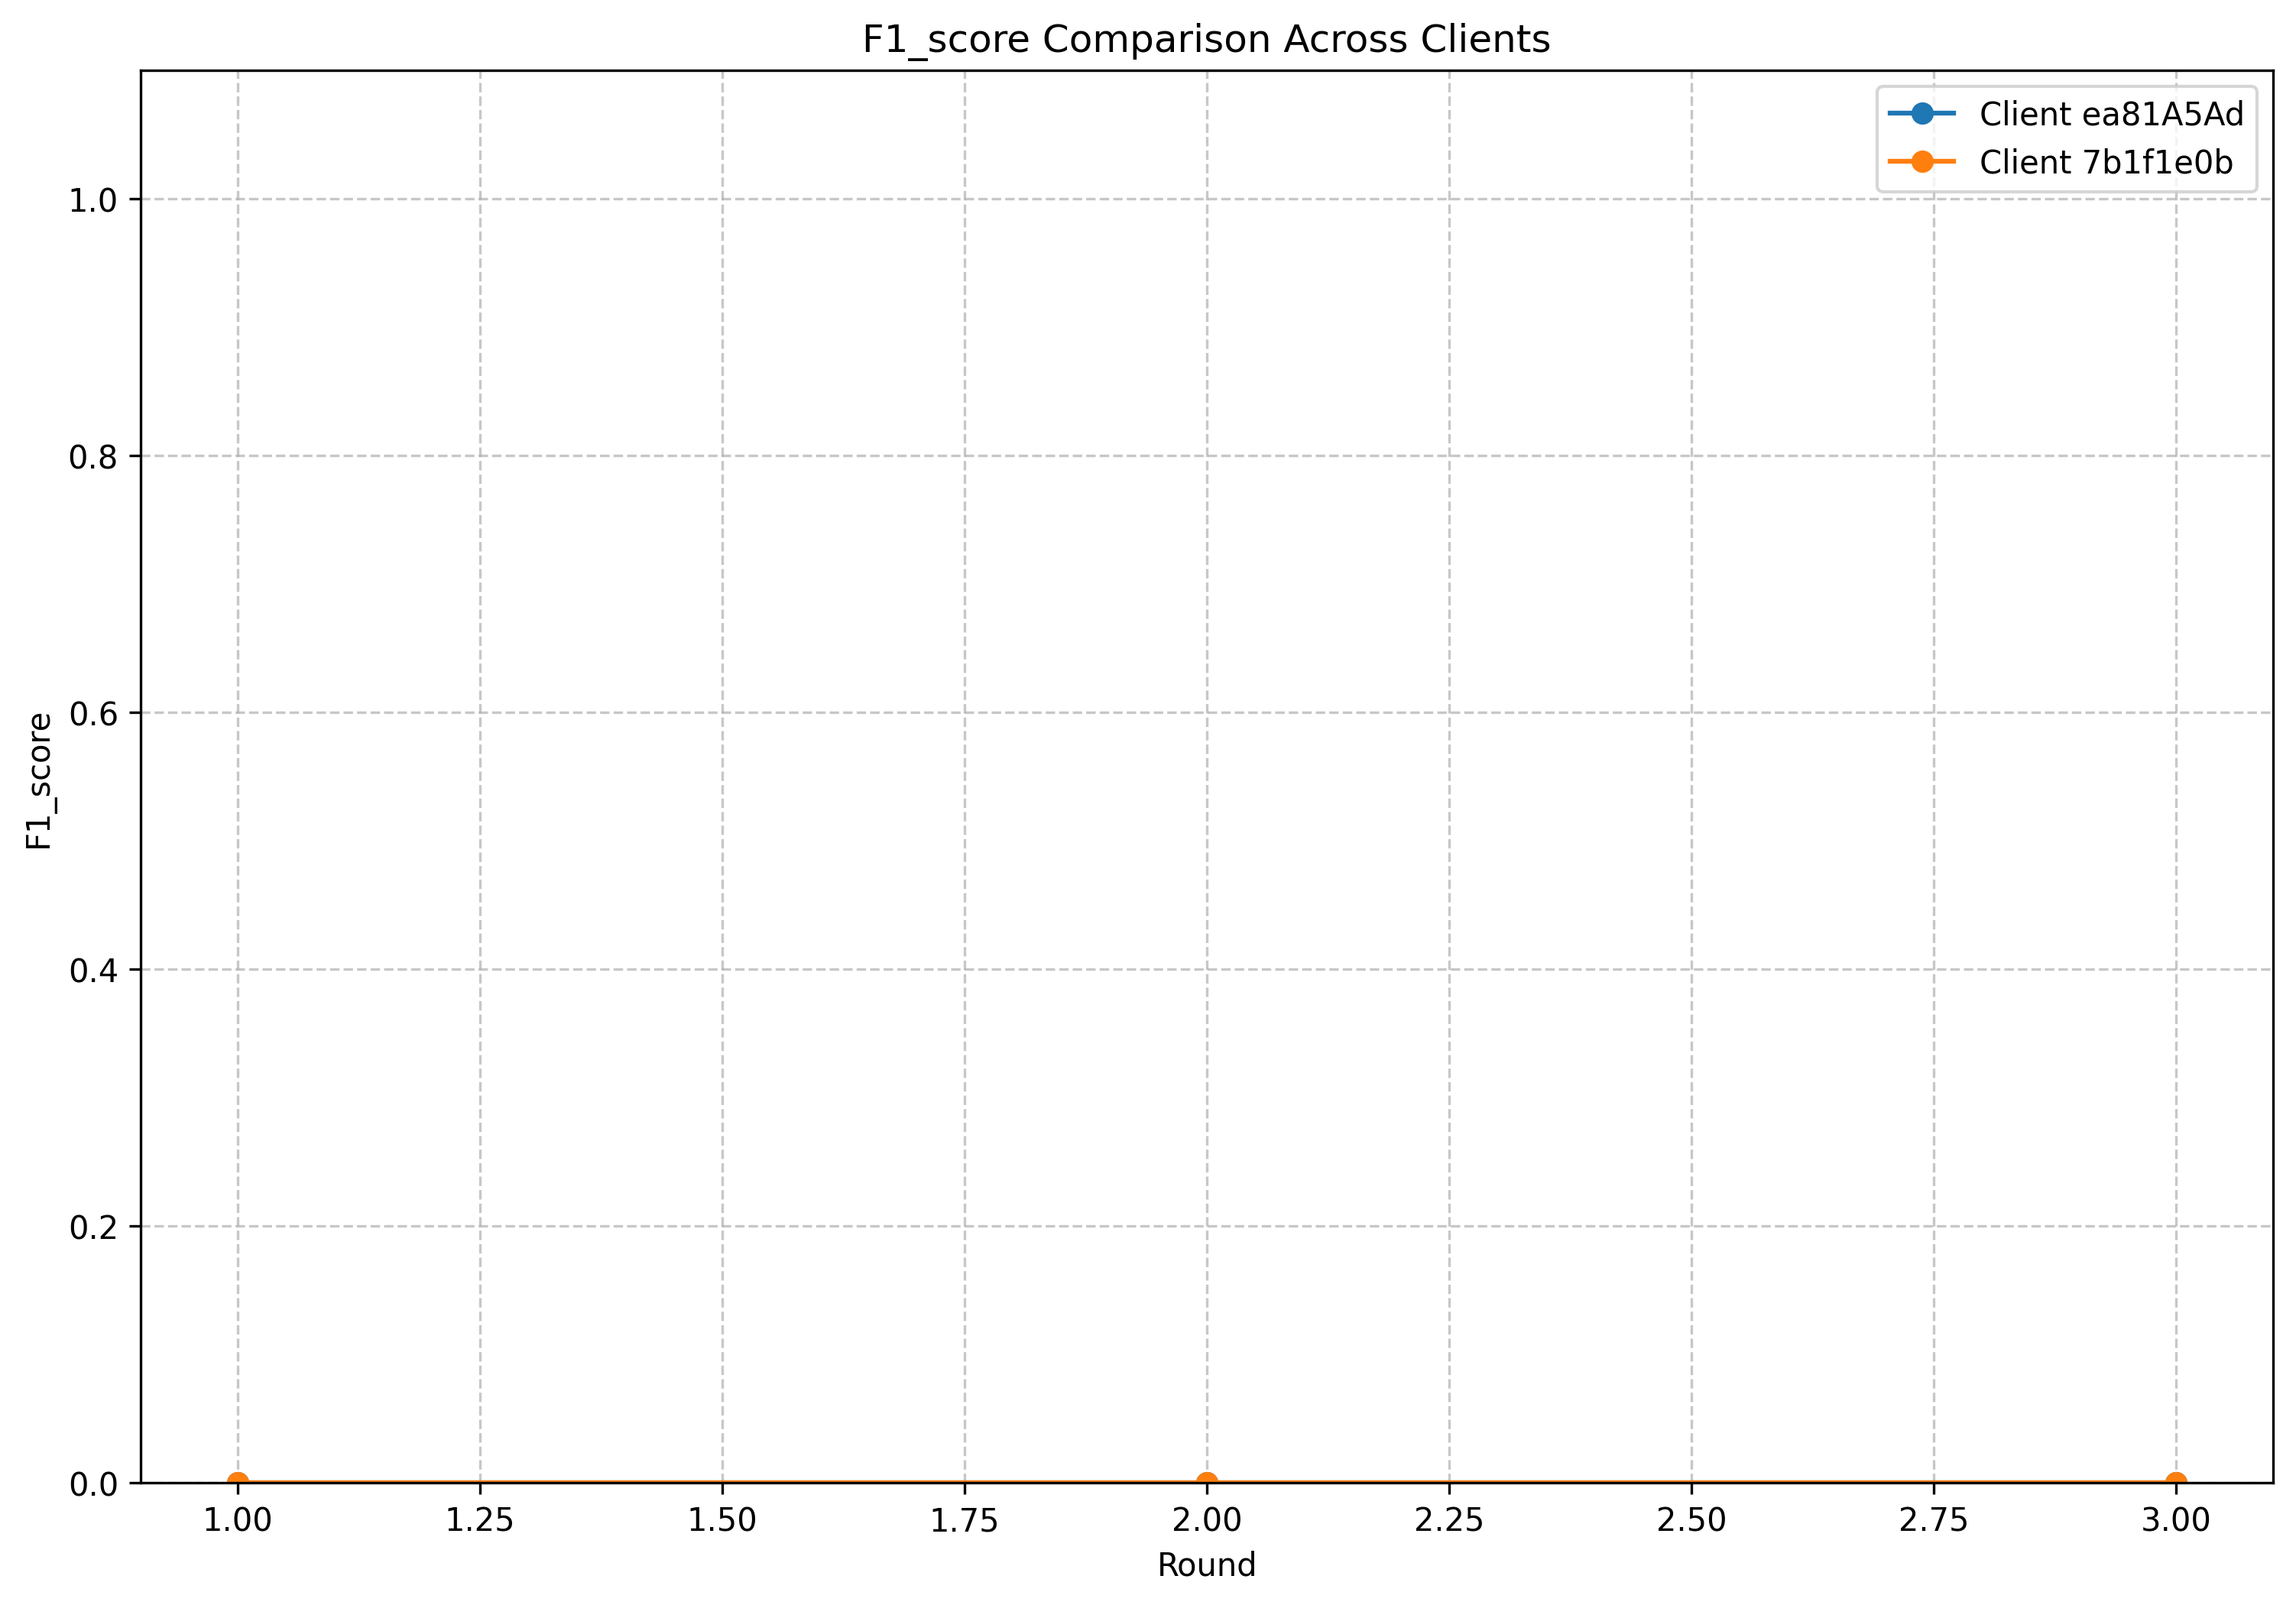 F1_score Comparison Across Clients
Client ea81A5Ad
Client 7b1f1e0b
F1_score
1.0
0.8
0.6
0.4
0.2
0.0
1.00 1.25 1.50 1.75 2.00 2.25 2.50 2.75 3.00
Round